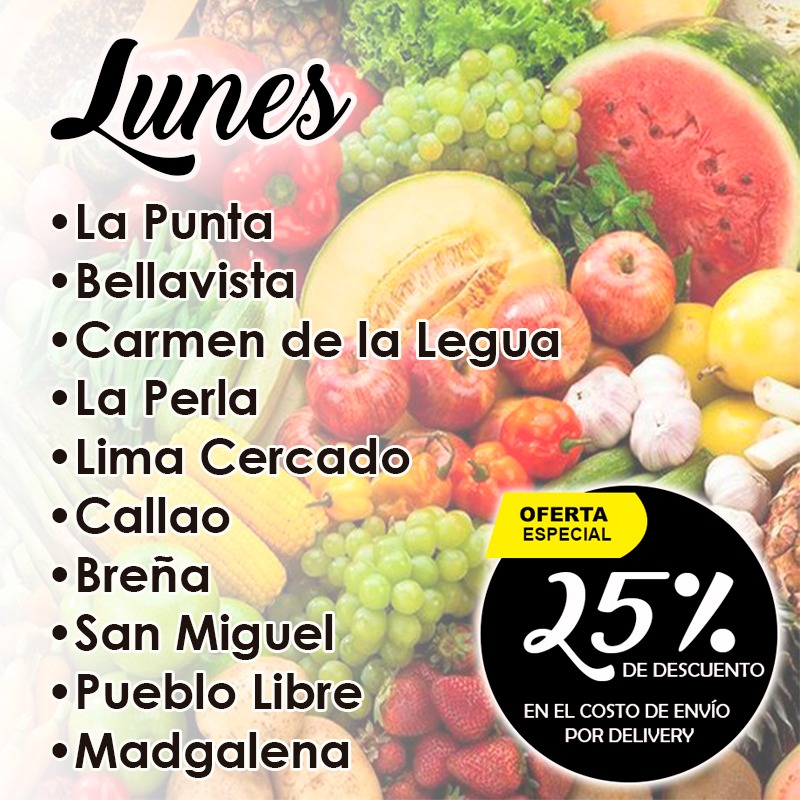 Lunes
•La Punta
•Bellavista
•Carmen de la Legua
•La Perla
•Lima Cercado
•Callao
•Breña
•San Miguel
•Pueblo Libre
•Madgalena
OFERTA
ESPECIAL
25%
DE DESCUENTO
EN EL COSTO DE ENVÍO
POR DELIVERY